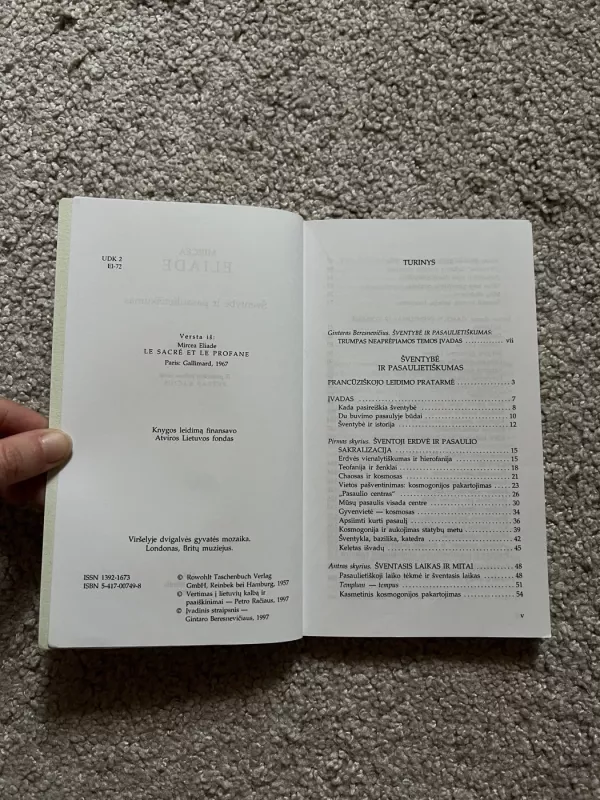 UDK 2
El-72
Versta iš:
Mircea Eliade
LE SACRÉ ET LE PROFANE
Paris: Gallimard, 1967
Knygos leidimą finansavo
Atviros Lietuvos fondas
Viršelyje dvigalvės gyvatės mozaika.
Londonas, Britų muziejus.
ISSN 1392-1673
ISBN 5-417-00749-8
© Rowohlt Taschenbuch Verlag
GmbH, Reinbek bei Hamburg, 1957
© Vertimas į lietuvių kalbą ir
paaiškinimai — Petro Račiaus, 1997
© Įvadinis straipsnis —
Gintaro Beresnevičiaus, 1997
TURINYS
Gintaras Beresnevičius. ŠVENTYBĖ IR PASAULIETIŠKUMAS.
TRUMPAS NEAPRĖPIAMOS TEMOS ĮVADAS . . . . . vii
ŠVENTYBĖ
IR PASAULIETIŠKUMAS
PRANCŪZIŠKOJO LEIDIMO PRATARMĖ . . . . . 3
ĮVADAS . . . . . 7
Kada pasireiškia šventybė . . . . . 8
Du buvimo pasaulyje būdai . . . . . 10
Šventybė ir istorija . . . . . 12
Pirmas skyrius. ŠVENTOJI ERDVĖ IR PASAULIO
SAKRALIZACIJA . . . . . 15
Erdvės vienalytiškumas ir hierofanija . . . . . 15
Teofanija ir ženklai . . . . . 18
Chaosas ir kosmosas . . . . . 21
Vietos pašventinimas: kosmogonijos pakartojimas . . . . . 23
„Pasaulio centras“ . . . . . 26
Mūsų pasaulis visada centre . . . . . 30
Gyvenvietė — kosmosas . . . . . 34
Apsiimti kurti pasaulį . . . . . 36
Kosmogonija ir aukojimas statybų metu . . . . . 39
Šventykla, bazilika, katedra . . . . . 42
Keletas išvadų . . . . . 45
Antras skyrius. ŠVENTASIS LAIKAS IR MITAI . . . . . 48
Pasaulietiškoji laiko tėkmė ir šventasis laikas . . . . . 48
Templum — tempus . . . . . 51
Kasmetinis kosmogonijos pakartojimas . . . . . 54
v